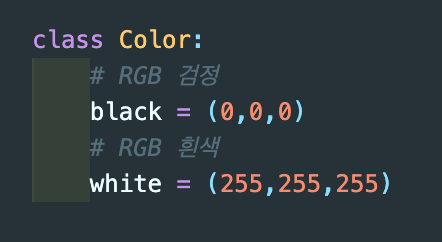 class Color:
    # RGB 검정
    black = (0,0,0)
    # RGB 흰색
    white = (255,255,255)